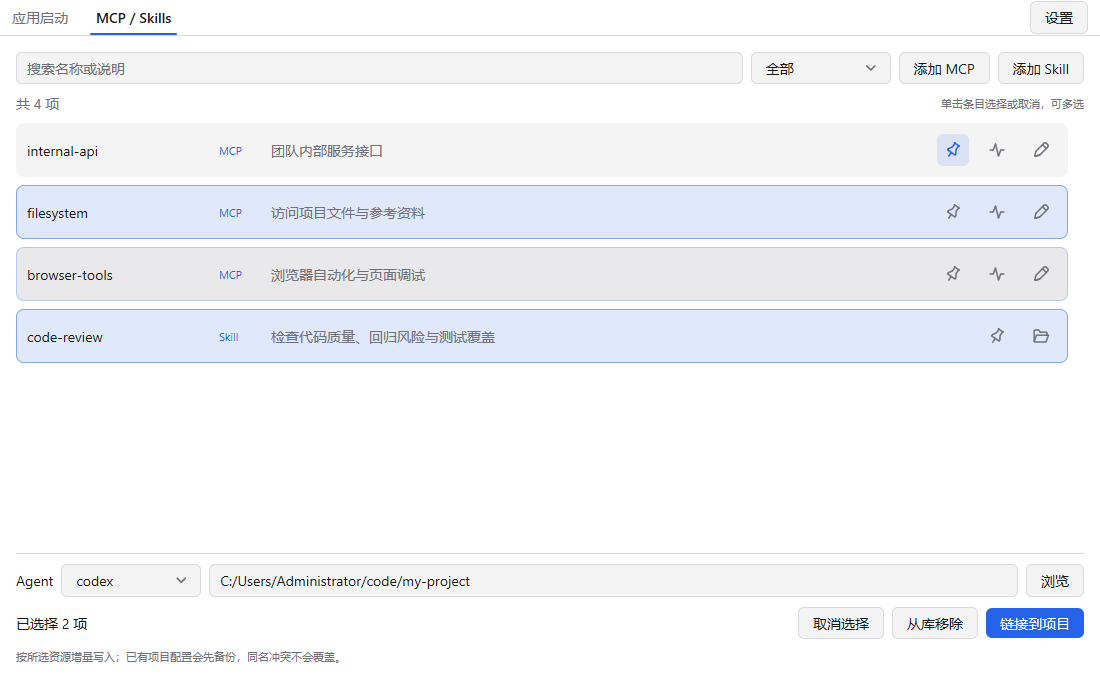 应用启动 MCP / Skills 设置
搜索名称或说明 全部 添加 MCP 添加 Skill
共 4 项 单击条目选择或取消，可多选
internal-api MCP 团队内部服务接口
filesystem MCP 访问项目文件与参考资料
browser-tools MCP 浏览器自动化与页面调试
code-review Skill 检查代码质量、回归风险与测试覆盖
Agent codex C:/Users/Administrator/code/my-project 浏览
已选择 2 项 取消选择 从库移除 链接到项目
按所选资源增量写入；已有项目配置会先备份，同名冲突不会覆盖。